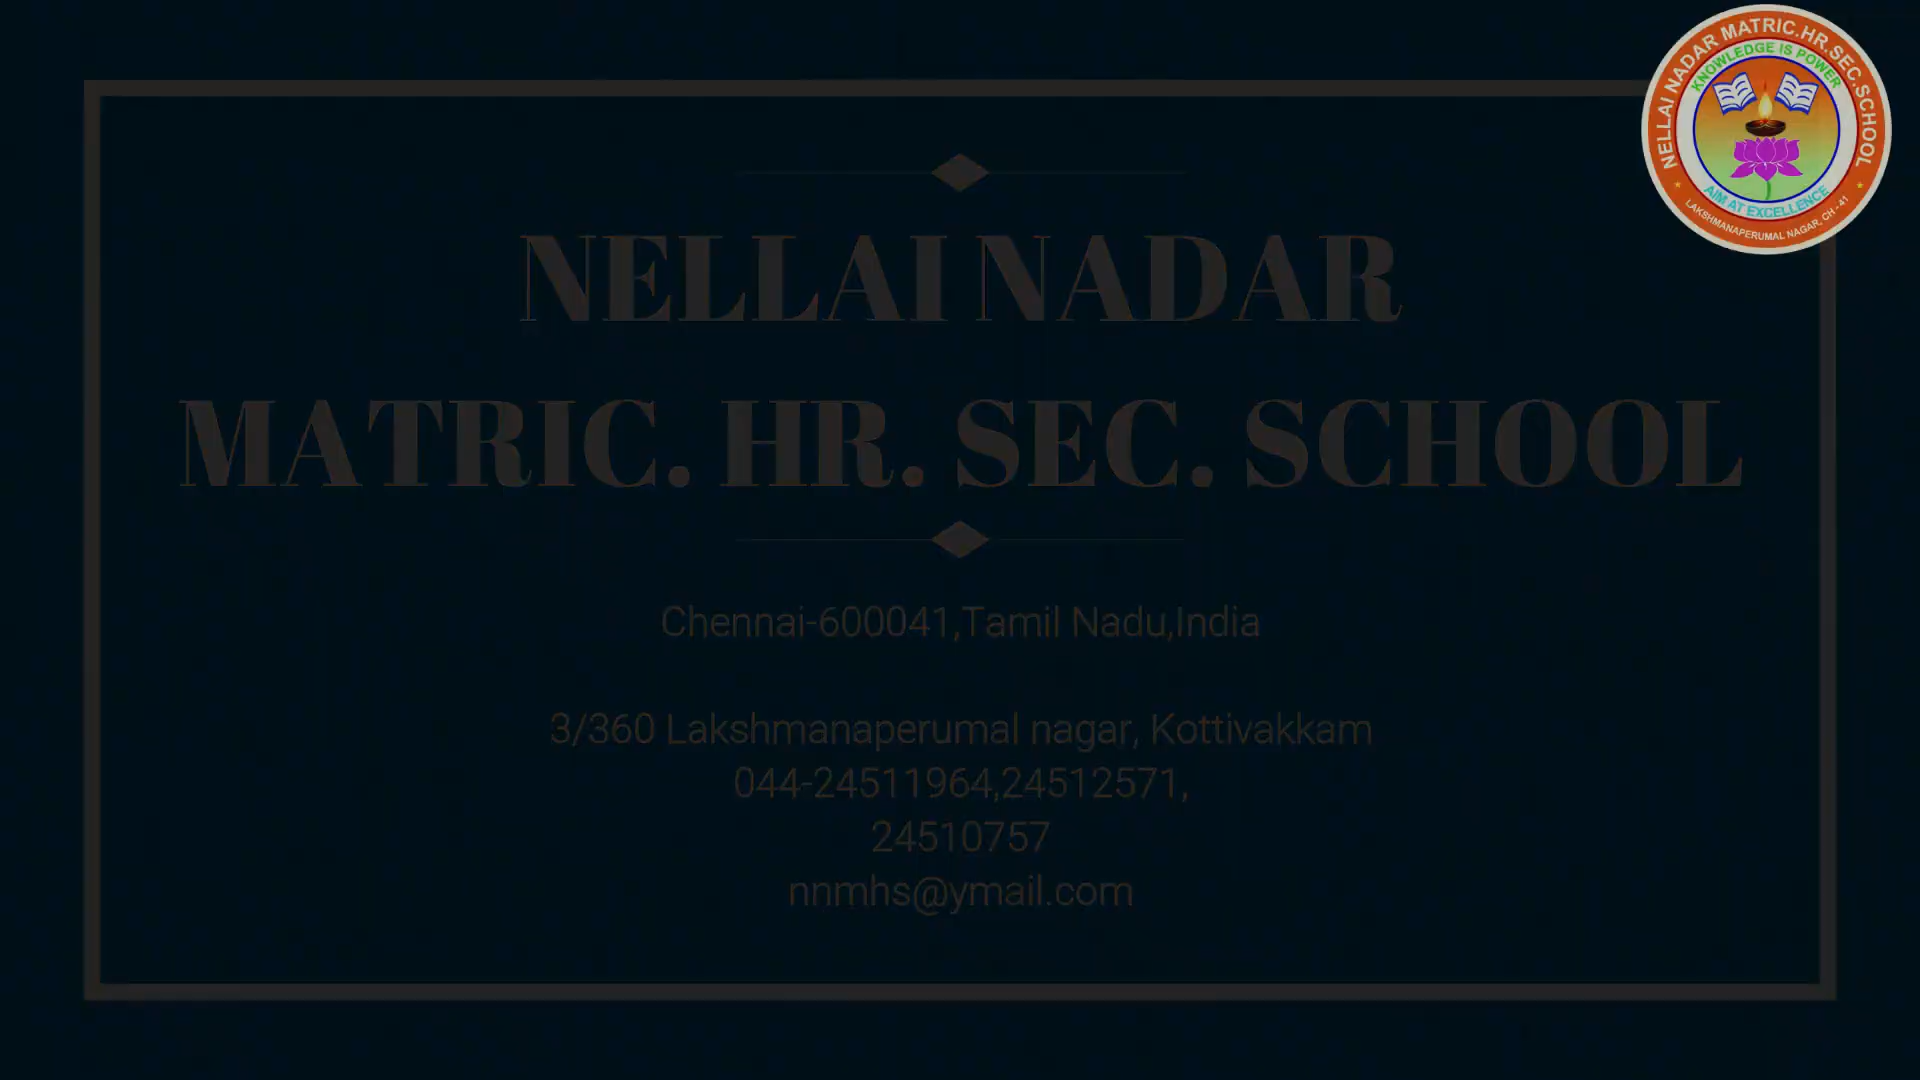 NELLAI NADAR MATRIC.HR.SEC.SCHOOL
KNOWLEDGE IS POWER
AIM AT EXCELLENCE
LAKSHMANAPERUMAL NAGAR, CH - 41
NELLAI NADAR
MATRIC. HR. SEC. SCHOOL
Chennai-600041,Tamil Nadu,India
3/360 Lakshmanaperumal nagar, Kottivakkam
044-24511964,24512571,
24510757
nnmhs@ymail.com